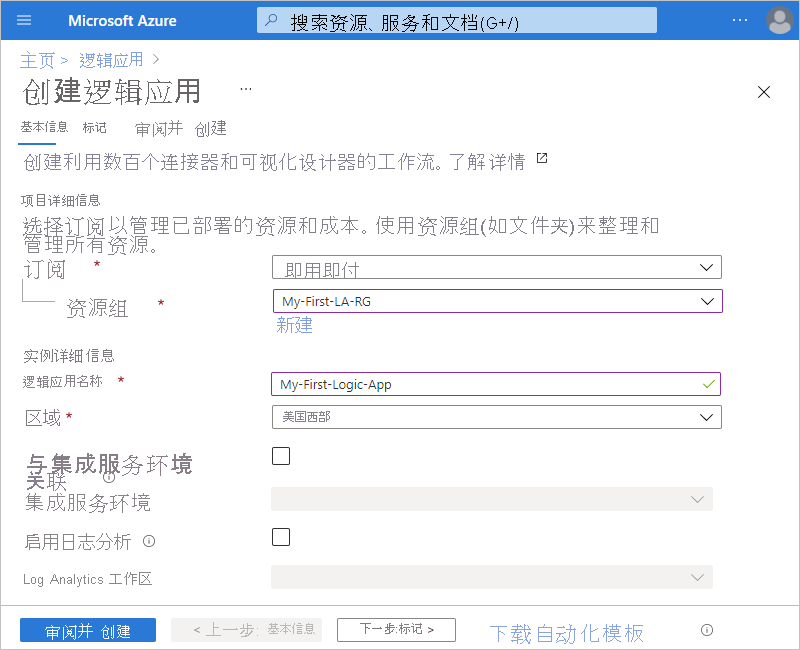 Microsoft Azure
搜索资源、服务和文档(G+/)
主页 > 逻辑应用 >
创建逻辑应用 ...
基本信息 标记 审阅并 创建
创建利用数百个连接器和可视化设计器的工作流。了解详情
项目详细信息
选择订阅以管理已部署的资源和成本。使用资源组(如文件夹)来整理和
管理所有资源。
订阅 * 即用即付
资源组 * My-First-LA-RG
新建
实例详细信息
逻辑应用名称 * My-First-Logic-App
区域 * 美国西部
与集成服务环境
关联
集成服务环境
启用日志分析
Log Analytics 工作区
审阅并 创建 < 上一步: 基本信息 下一步:标记 > 下载自动化模板